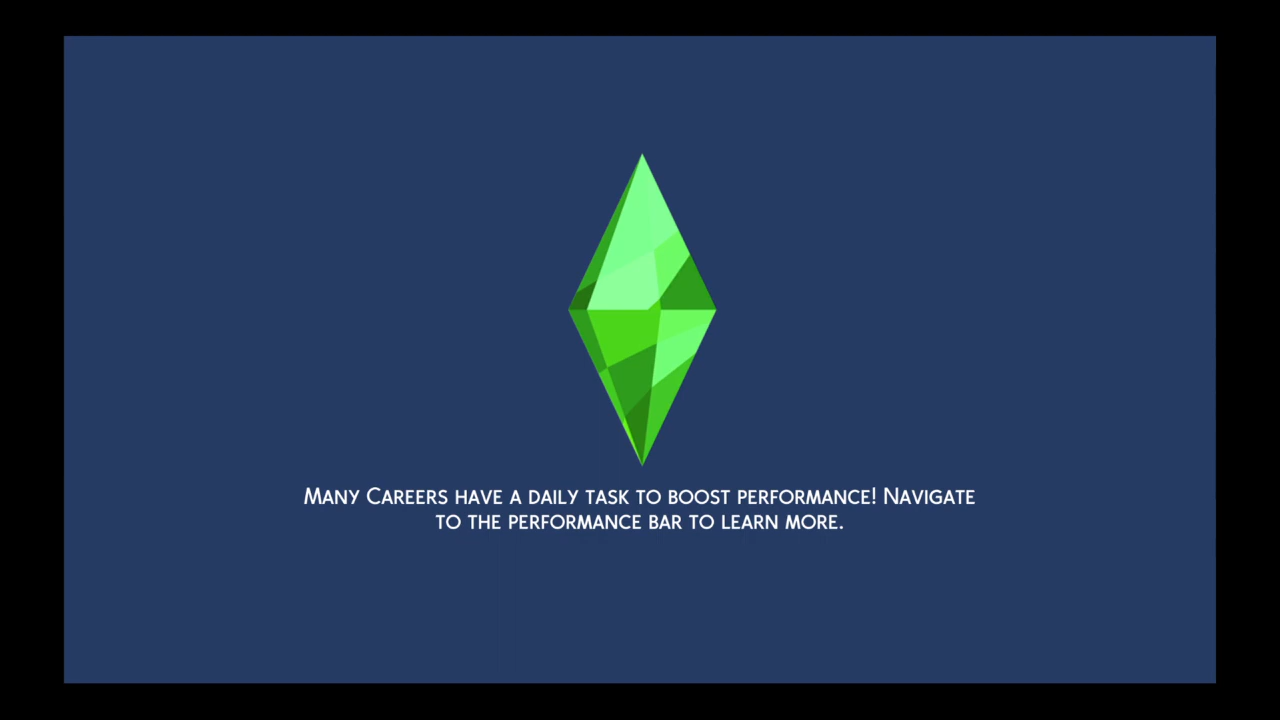 Many Careers have a daily task to boost performance! Navigate
to the performance bar to learn more.